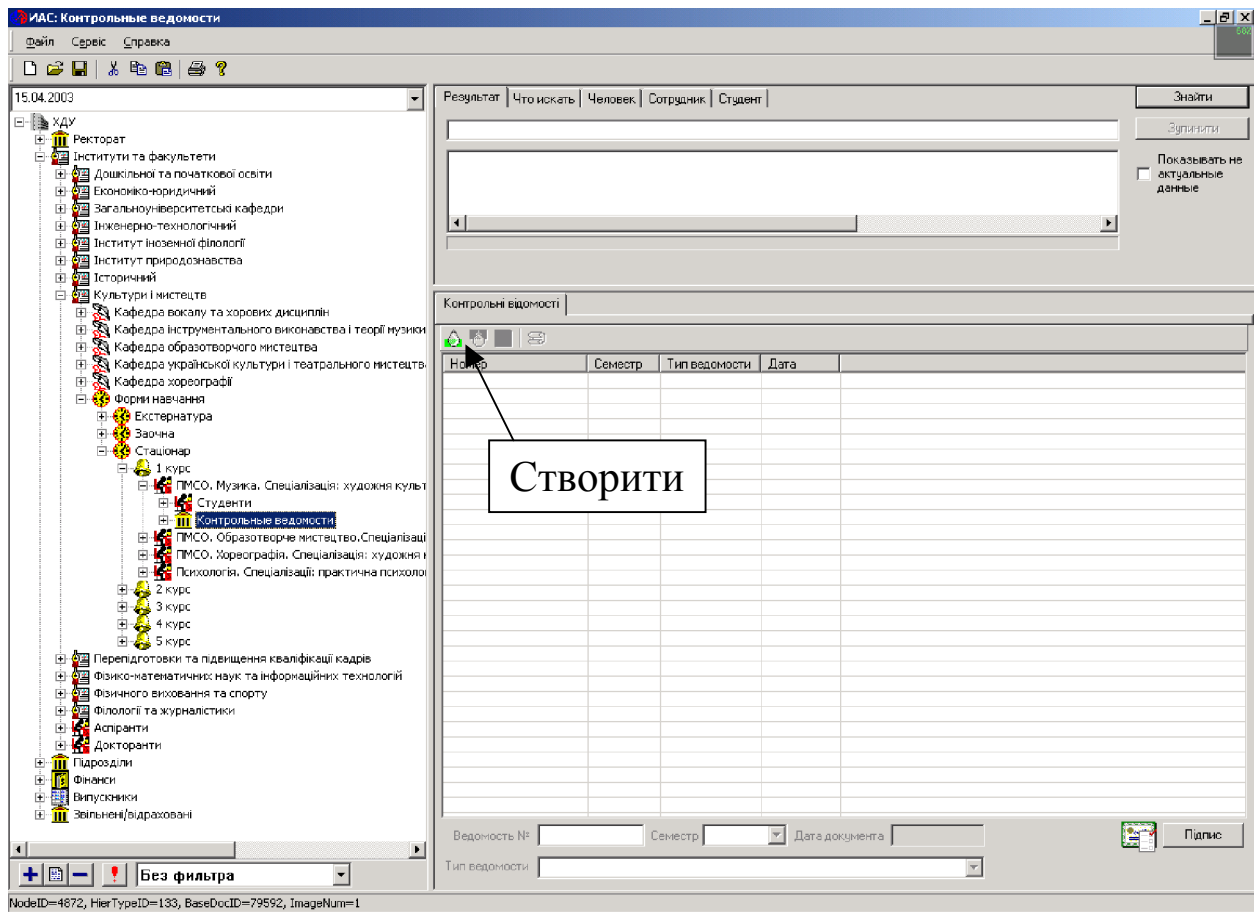 ИАС: Контрольные ведомости
Файл Сервіс Справка
15.04.2003
ХДУ
Ректорат
Інститути та факультети
Дошкільної та початкової освіти
Економіко-юридичний
Загальноуніверситетські кафедри
Інженерно-технологічний
Інститут іноземної філології
Інститут природознавства
Історичний
Культури і мистецтв
Кафедра вокалу та хорових дисциплін
Кафедра інструментального виконавства і теорії музики
Кафедра образотворчого мистецтва
Кафедра української культури і театрального мистецтв
Кафедра хореографії
Форми навчання
Екстернатура
Заочна
Стаціонар
1 курс
ПМСО. Музика. Спеціалізація: художня культ
Студенти
Контрольные ведомости
ПМСО. Образотворче мистецтво.Спеціалізаці
ПМСО. Хореографія. Спеціалізація: художня
Психологія. Спеціалізації: практична психоло
2 курс
3 курс
4 курс
5 курс
Перепідготовки та підвищення кваліфікації кадрів
Фізико-математичних наук та інформаційних технологій
Фізичного виховання та спорту
Філології та журналістики
Аспіранти
Докторанти
Підрозділи
Фінанси
Випускники
Звільнені/відраховані
Без фильтра
NodeID=4872, HierTypeID=133, BaseDocID=79592, ImageNum=1
Результат Что искать Человек Сотрудник Студент
Знайти
Зупинити
Показывать не
актуальные
данные
Контрольні відомості
Номер Семестр Тип ведомости Дата
Створити
Ведомость № Семестр Дата документа
Підпис
Тип ведомости